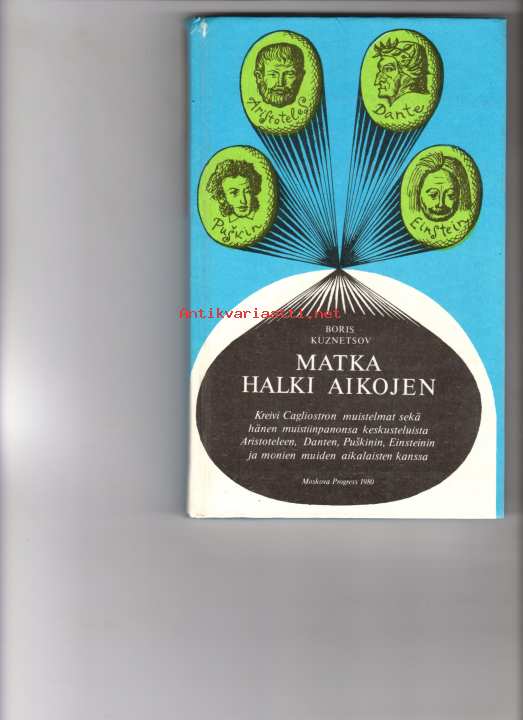 Aristoteles
Dante
Puškin
Einstein
Antikvariaatti.net
BORIS
KUZNETSOV
MATKA
HALKI AIKOJEN
Kreivi Cagliostron muistelmat sekä
hänen muistiinpanonsa keskusteluista
Aristoteleen, Danten, Puškinin, Einsteinin
ja monien muiden aikalaisten kanssa
Moskova Progress 1980